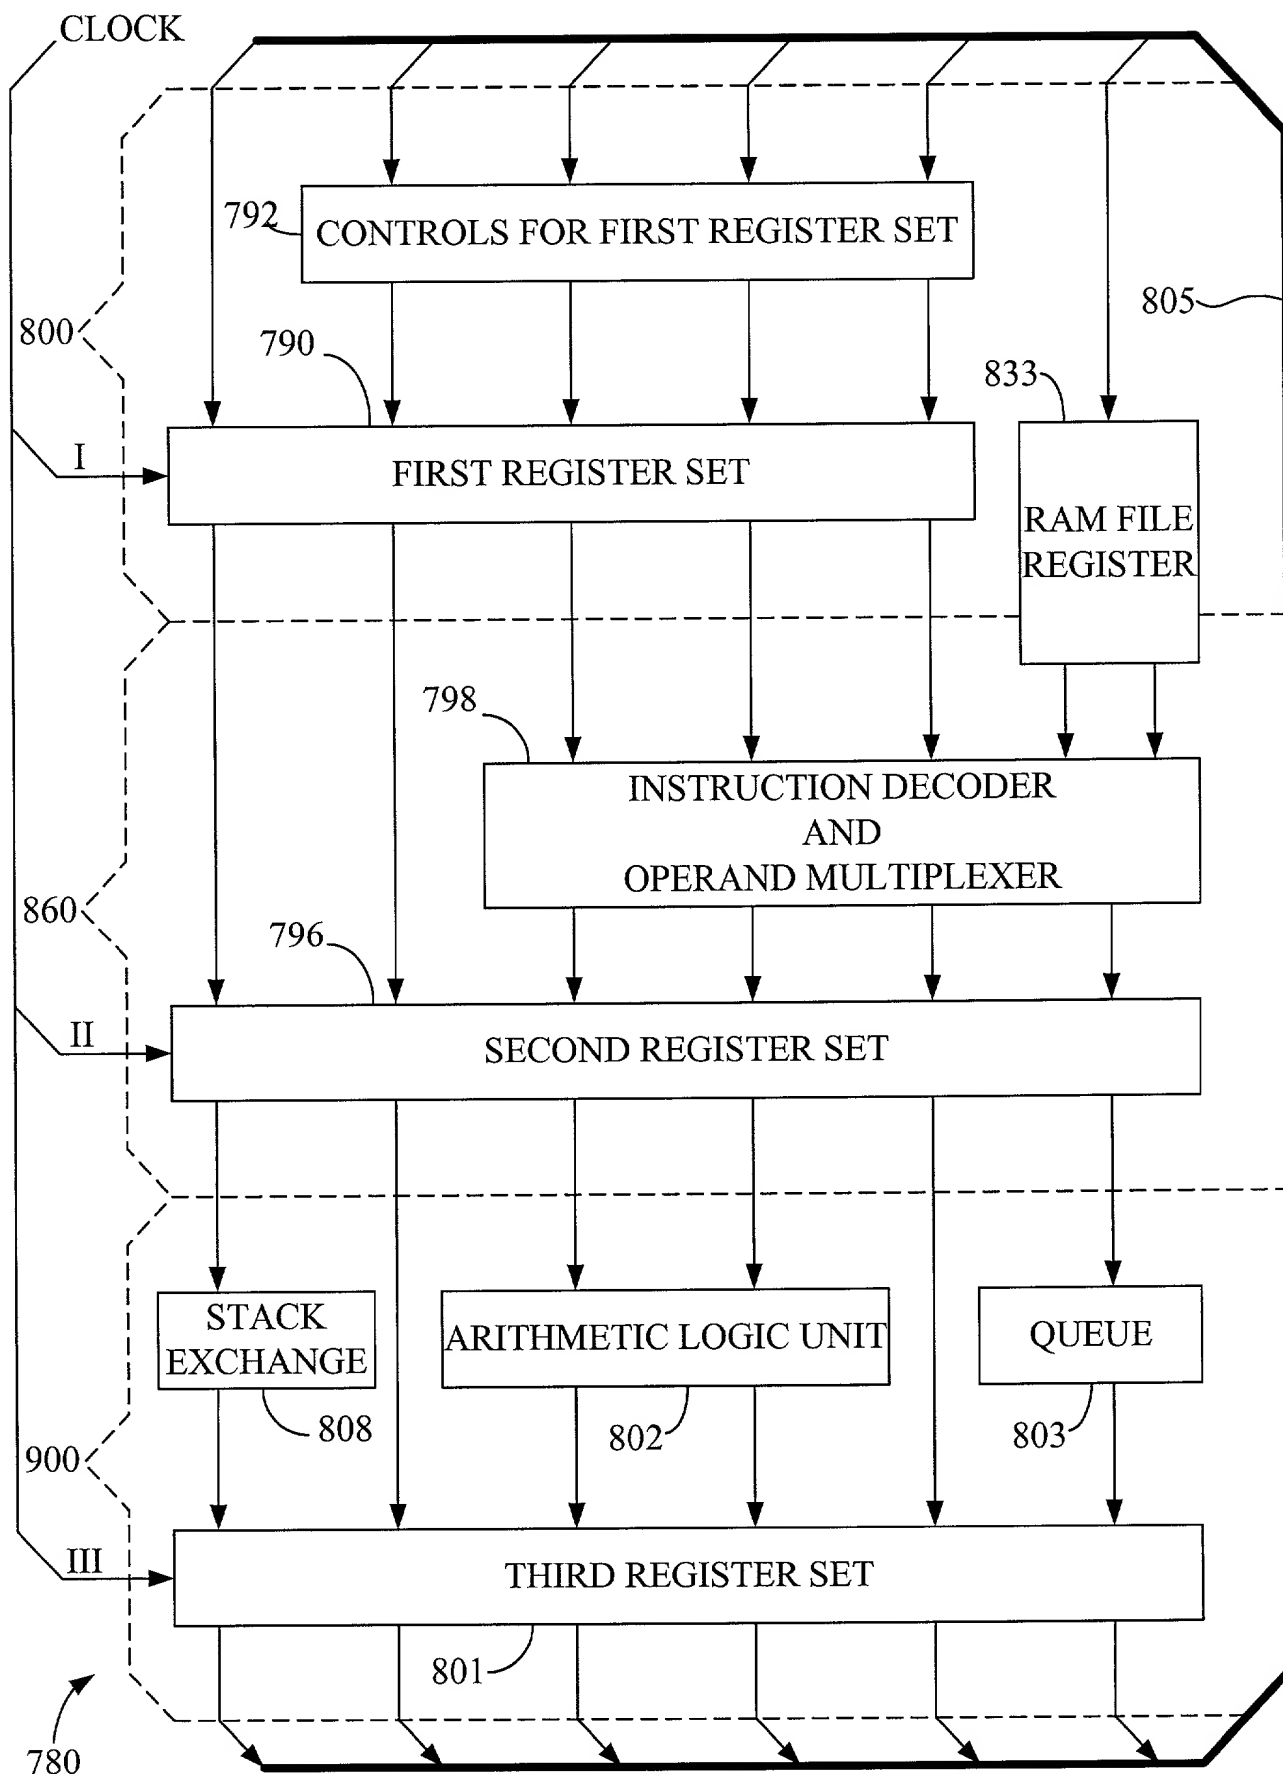 CLOCK
792
CONTROLS FOR FIRST REGISTER SET
805
800
790
833
I
FIRST REGISTER SET
RAM FILE
REGISTER
798
INSTRUCTION DECODER
AND
OPERAND MULTIPLEXER
860
796
II
SECOND REGISTER SET
STACK
EXCHANGE
ARITHMETIC LOGIC UNIT
QUEUE
808
802
803
900
III
THIRD REGISTER SET
801
780